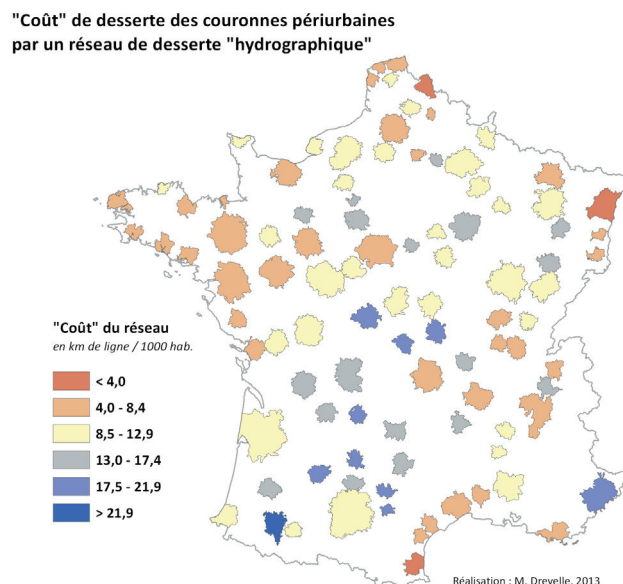 "Coût" de desserte des couronnes périurbaines
par un réseau de desserte "hydrographique"
"Coût" du réseau
en km de ligne / 1000 hab.
< 4,0
4,0 - 8,4
8,5 - 12,9
13,0 - 17,4
17,5 - 21,9
> 21,9
Réalisation : M. Drevelle, 2013